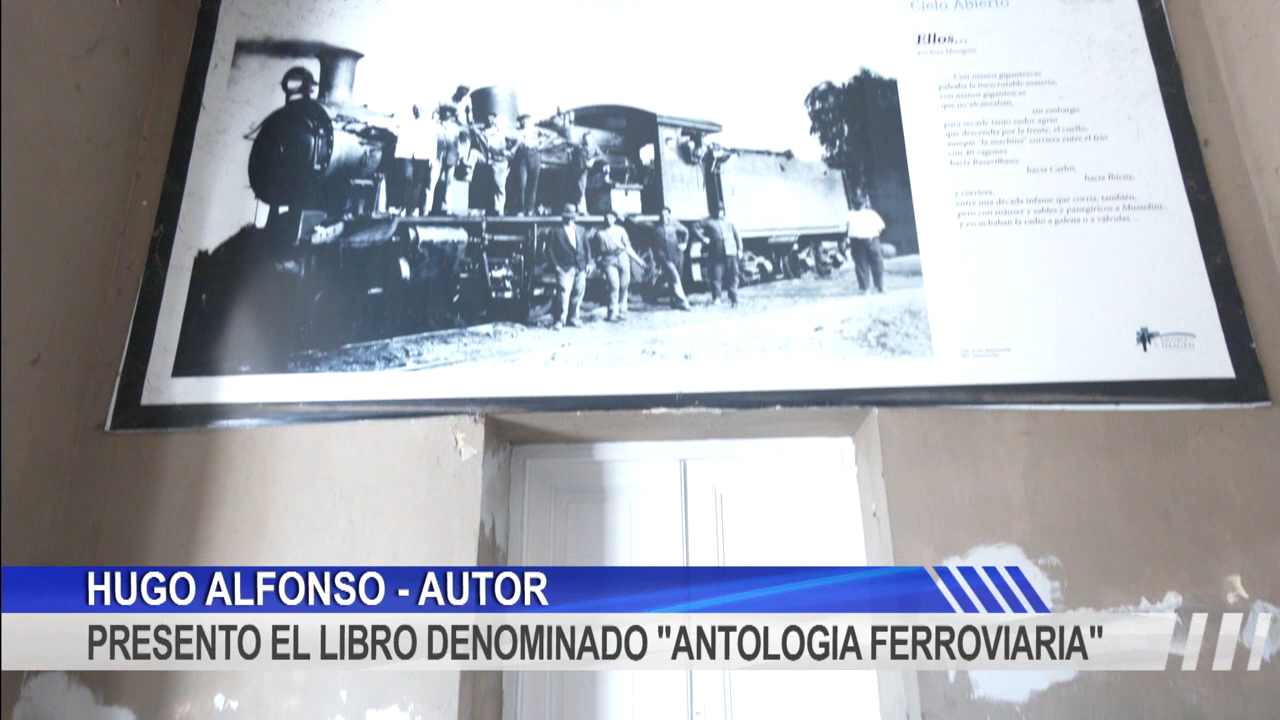 Cielo Abierto
Ellos...
Con manos gigantescas
paleaba la inescrutable materia,
con manos gigantescas
que no alcanzaban,
sin embargo,
para secarle tanto sudor agrio
que descendía por la frente, el cuello,
aunque "la machina" corriera entre el frío
con 40 vagones
hacia Basavilbaso,
hacia Carbó,
hacia Ibicuy,
y corriera,
entre una década infame que corría, también,
pero con máuser y sables y panegíricos a Mussolini,
y escuchaban la radio a galena o a válvulas...
HUGO ALFONSO - AUTOR
PRESENTO EL LIBRO DENOMINADO "ANTOLOGIA FERROVIARIA"